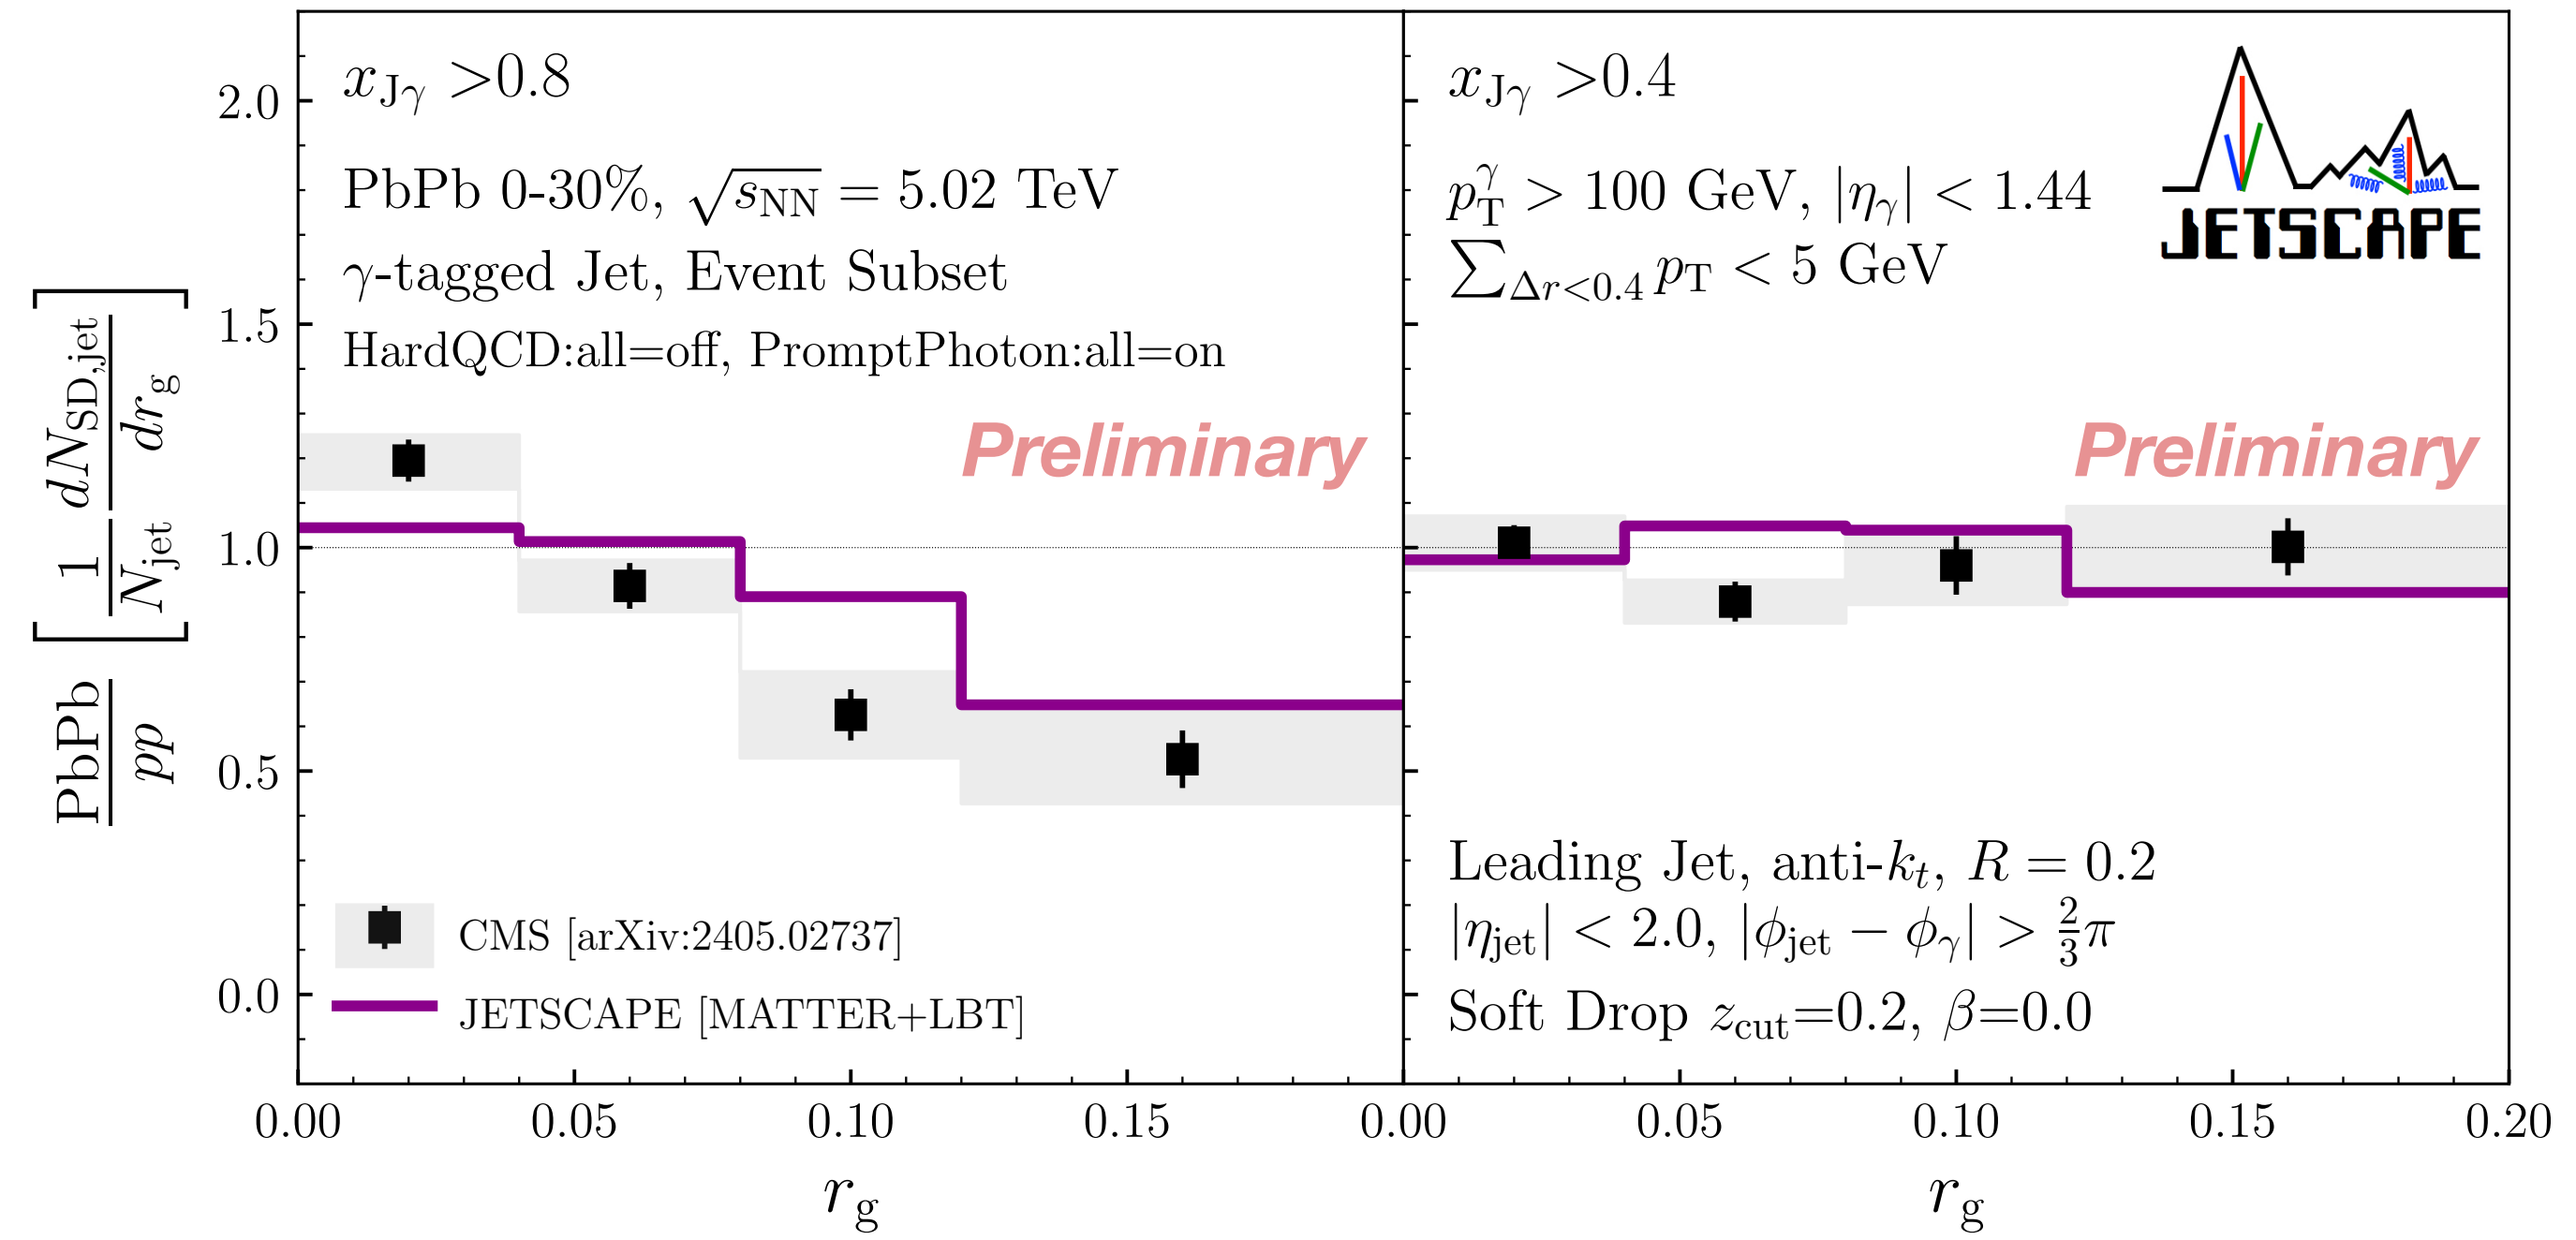 PbPb/pp [1/N_jet dN_SD,jet/dr_g]
2.0
1.5
1.0
0.5
0.0
x_Jγ >0.8
PbPb 0-30%, √s_NN = 5.02 TeV
γ-tagged Jet, Event Subset
HardQCD:all=off, PromptPhoton:all=on
Preliminary
CMS [arXiv:2405.02737]
JETSCAPE [MATTER+LBT]
0.00 0.05 0.10 0.15
r_g
x_Jγ >0.4
p_T^γ > 100 GeV, |η_γ| < 1.44
∑_Δr<0.4 p_T < 5 GeV
JETSCAPE
Preliminary
Leading Jet, anti-k_t, R = 0.2
|η_jet| < 2.0, |ϕ_jet − ϕ_γ| > 2/3 π
Soft Drop z_cut=0.2, β=0.0
0.00 0.05 0.10 0.15 0.20
r_g